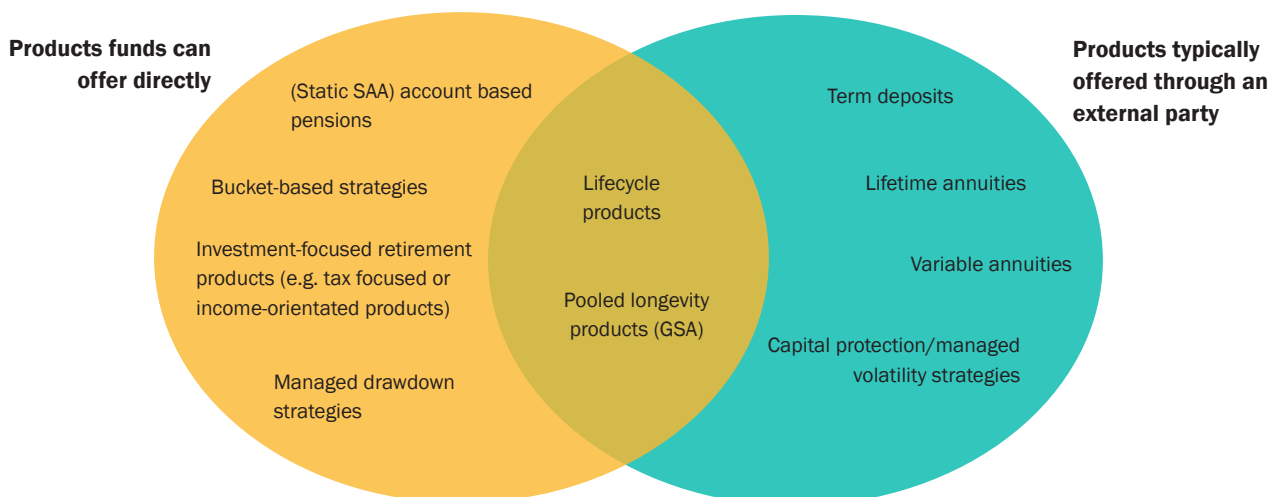 Products funds can
offer directly
(Static SAA) account based
pensions
Bucket-based strategies
Investment-focused retirement
products (e.g. tax focused or
income-orientated products)
Managed drawdown
strategies
Lifecycle
products
Pooled longevity
products (GSA)
Products typically
offered through an
external party
Term deposits
Lifetime annuities
Variable annuities
Capital protection/managed
volatility strategies